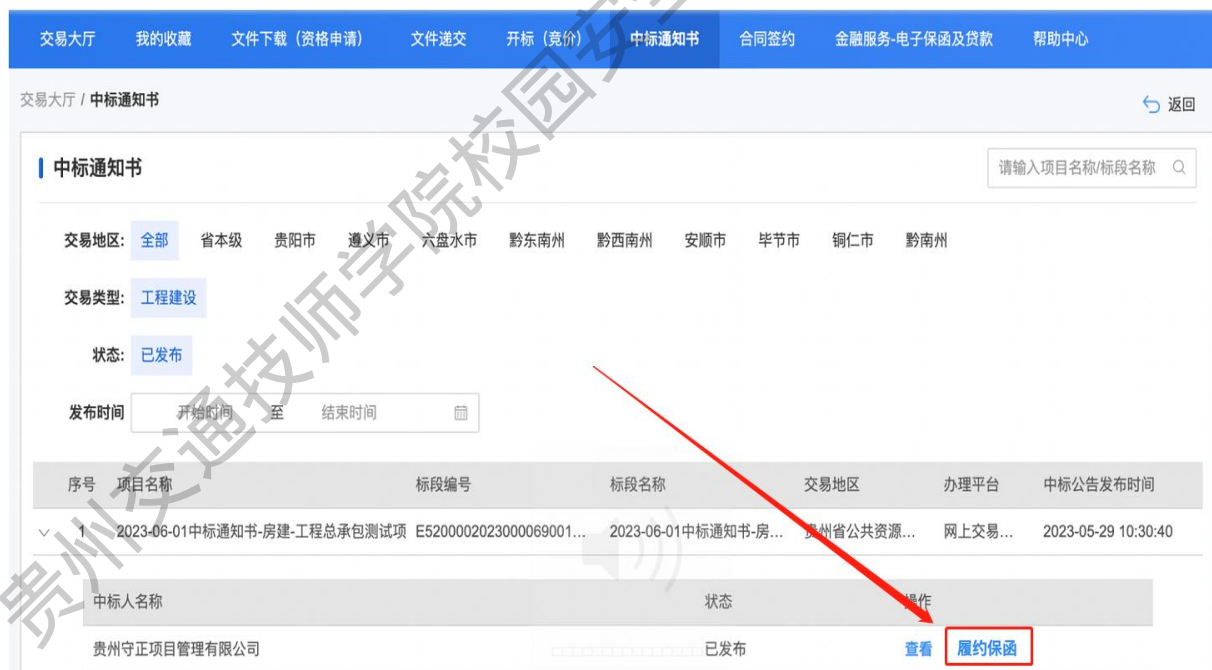 交易大厅 我的收藏 文件下载（资格申请） 文件递交 开标（竞价） 中标通知书 合同签约 金融服务-电子保函及贷款 帮助中心
交易大厅 / 中标通知书 返回
中标通知书 请输入项目名称/标段名称
交易地区: 全部 省本级 贵阳市 遵义市 六盘水市 黔东南州 黔西南州 安顺市 毕节市 铜仁市 黔南州
交易类型: 工程建设
状态: 已发布
发布时间 开始时间 至 结束时间
序号 项目名称 标段编号 标段名称 交易地区 办理平台 中标公告发布时间
1 2023-06-01中标通知书-房建-工程总承包测试项 E5200002023000069001... 2023-06-01中标通知书-房... 贵州省公共资源... 网上交易... 2023-05-29 10:30:40
中标人名称 状态 操作
贵州守正项目管理有限公司 已发布 查看 履约保函
贵州交通技师学院校园安